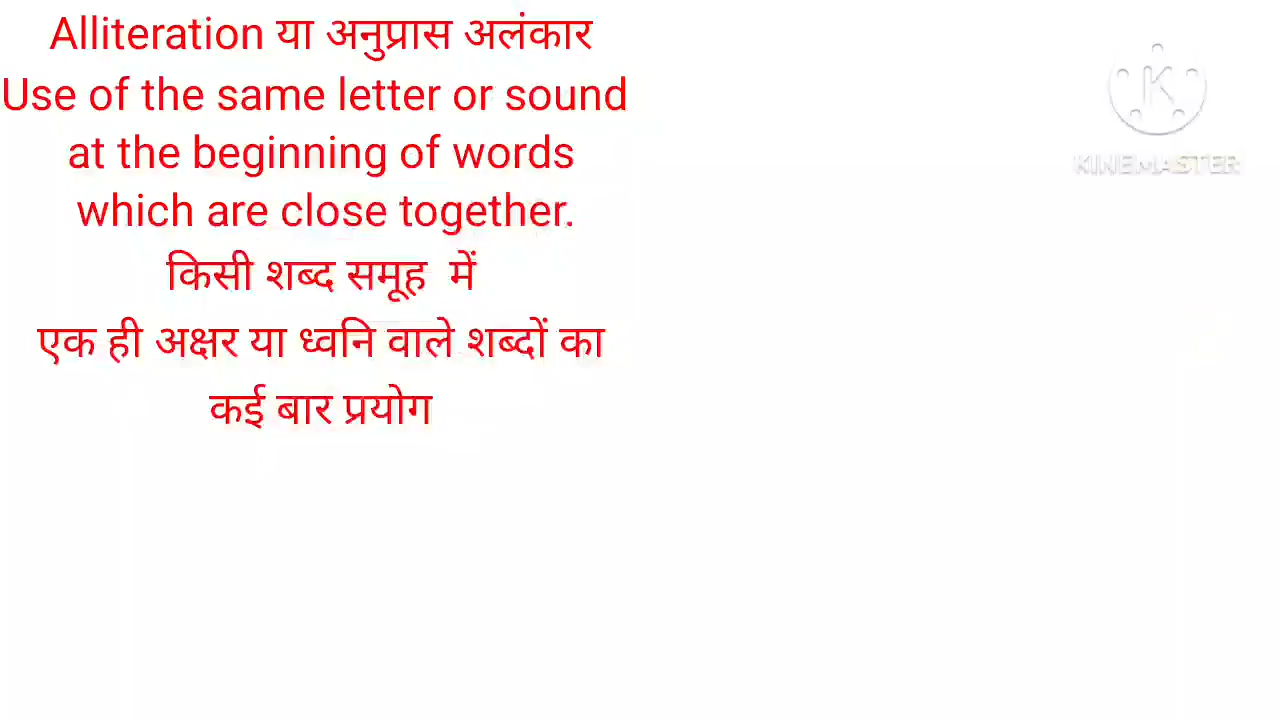 Alliteration या अनुप्रास अलंकार
Use of the same letter or sound
at the beginning of words
which are close together.
किसी शब्द समूह में
एक ही अक्षर या ध्वनि वाले शब्दों का
कई बार प्रयोग
K
KINEMASTER